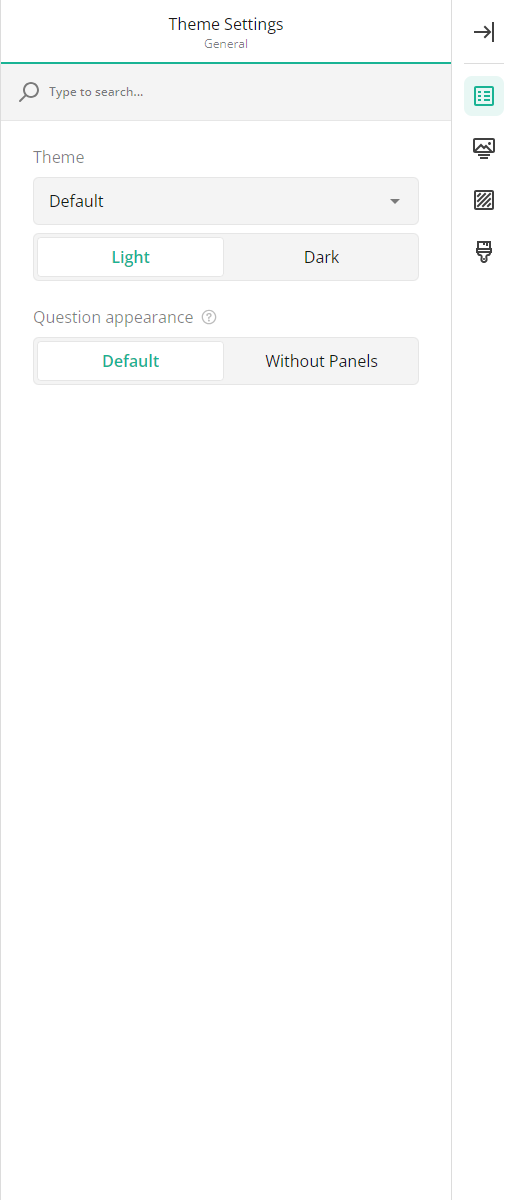 Theme Settings
General
Type to search...
Theme
Default
Light Dark
Question appearance
Default Without Panels